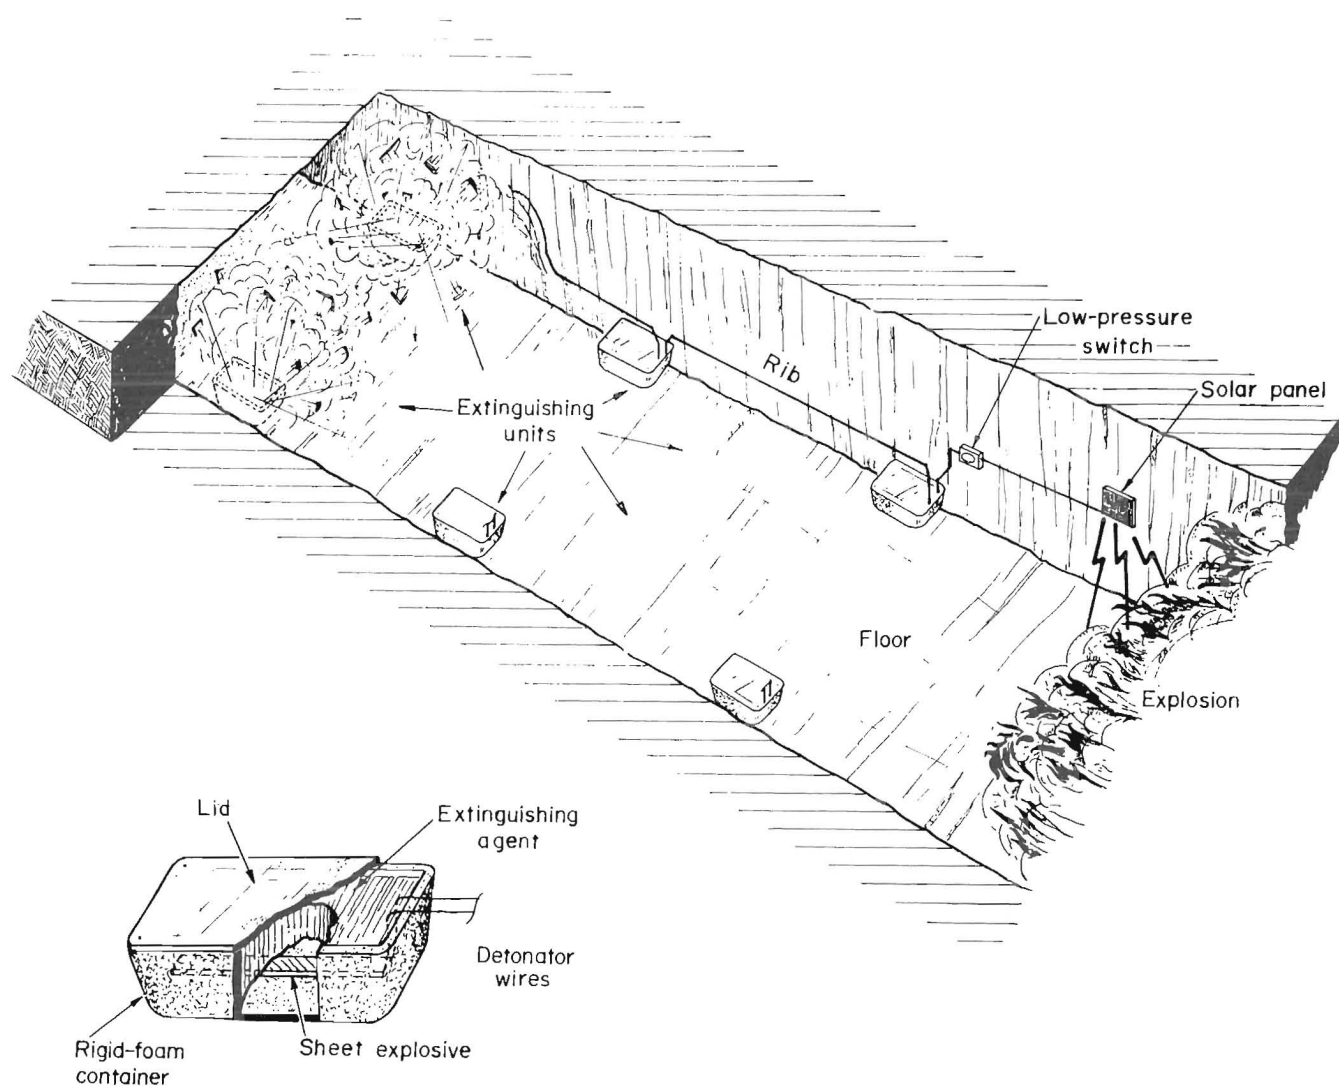 Low-pressure
switch
Solar panel
Rib
Extinguishing
units
Floor
Explosion
Lid
Extinguishing
agent
Detonator
wires
Sheet explosive
Rigid-foam
container